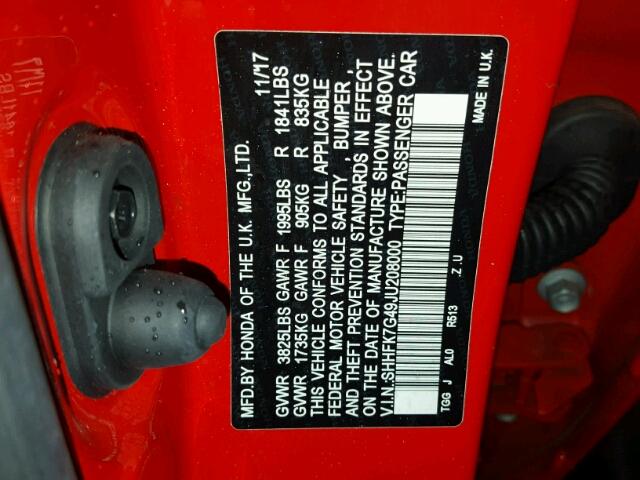 MFD.BY HONDA OF THE U.K. MFG.,LTD. 11/17
GVWR 3825LBS GAWR F 1995LBS R 1841LBS
GVWR 1735KG GAWR F 905KG R 835KG
THIS VEHICLE CONFORMS TO ALL APPLICABLE
FEDERAL MOTOR VEHICLE SAFETY , BUMPER ,
AND THEFT PREVENTION STANDARDS IN EFFECT
ON THE DATE OF MANUFACTURE SHOWN ABOVE.
V.I.N.:SHHFK7G49JU208000 TYPE:PASSENGER CAR
TGG J AL0 R513 .Z.U MADE IN U.K.